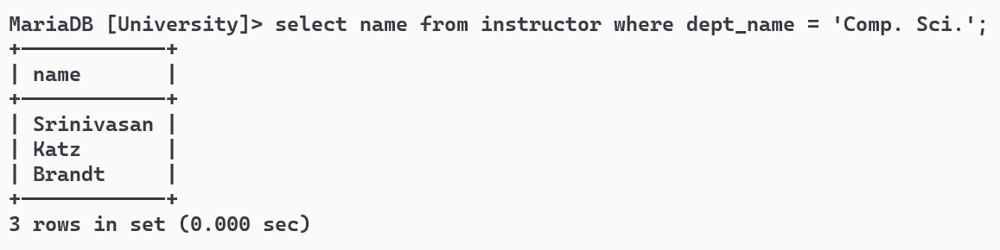 MariaDB [University]> select name from instructor where dept_name = 'Comp. Sci.';
+------------+
| name       |
+------------+
| Srinivasan |
| Katz       |
| Brandt     |
+------------+
3 rows in set (0.000 sec)